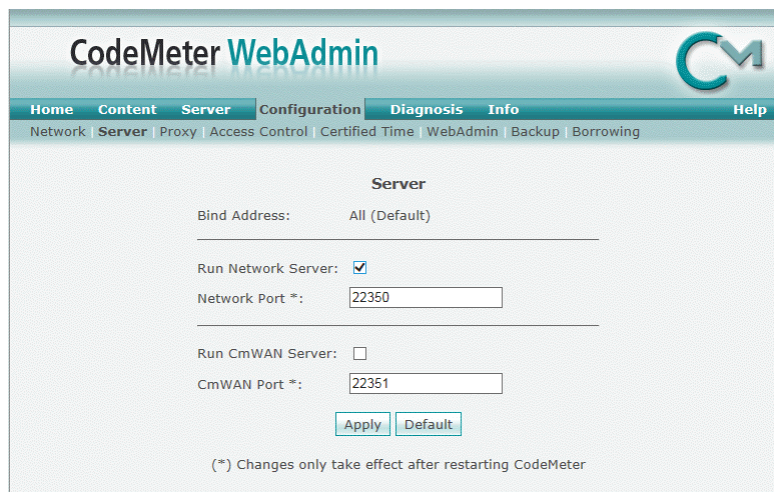 CodeMeter WebAdmin
CM
Home Content Server Configuration Diagnosis Info Help
Network | Server | Proxy | Access Control | Certified Time | WebAdmin | Backup | Borrowing
Server
Bind Address: All (Default)
Run Network Server:
Network Port *: 22350
Run CmWAN Server:
CmWAN Port *: 22351
Apply Default
(*) Changes only take effect after restarting CodeMeter